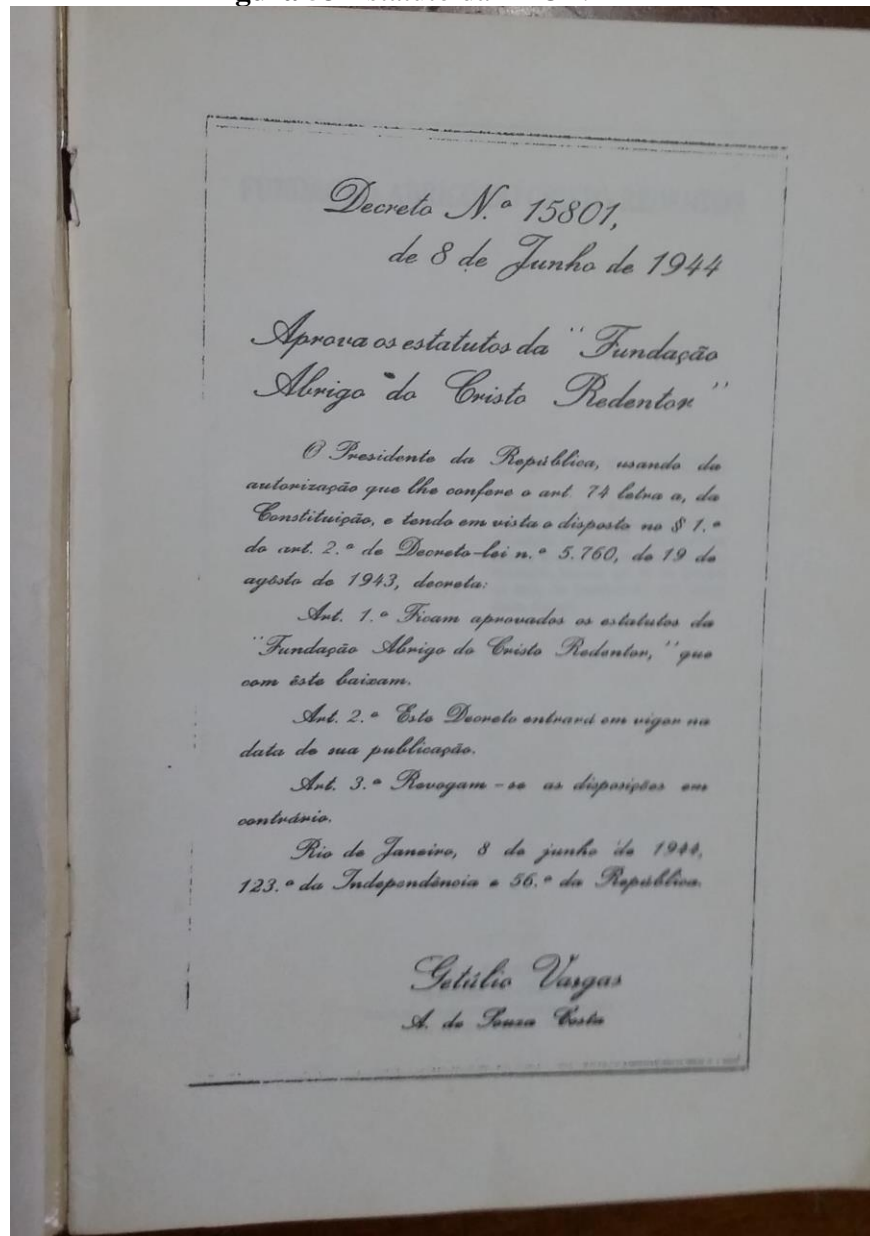 Decreto N.º 15801,
de 8 de Junho de 1944
Aprova os estatutos da "Fundação
Abrigo do Cristo Redentor"
O Presidente da República, usando da
autorização que lhe confere o art. 74 letra a, da
Constituição, e tendo em vista o disposto no § 1.º
do art. 2.º de Decreto-lei n.º 5.760, de 19 de
agôsto de 1943, decreta:
Art. 1.º Ficam aprovados os estatutos da
"Fundação Abrigo do Cristo Redentor," que
com êste baixam.
Art. 2.º Este Decreto entrará em vigor na
data de sua publicação.
Art. 3.º Revogam-se as disposições em
contrário.
Rio de Janeiro, 8 de junho de 1944,
123.º da Independência e 56.º da República.
Getúlio Vargas
A. de Souza Costa